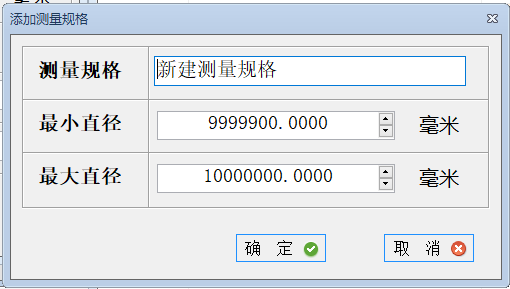 添加测量规格
测量规格 新建测量规格
最小直径 9999900.0000 毫米
最大直径 10000000.0000 毫米
确 定 取 消